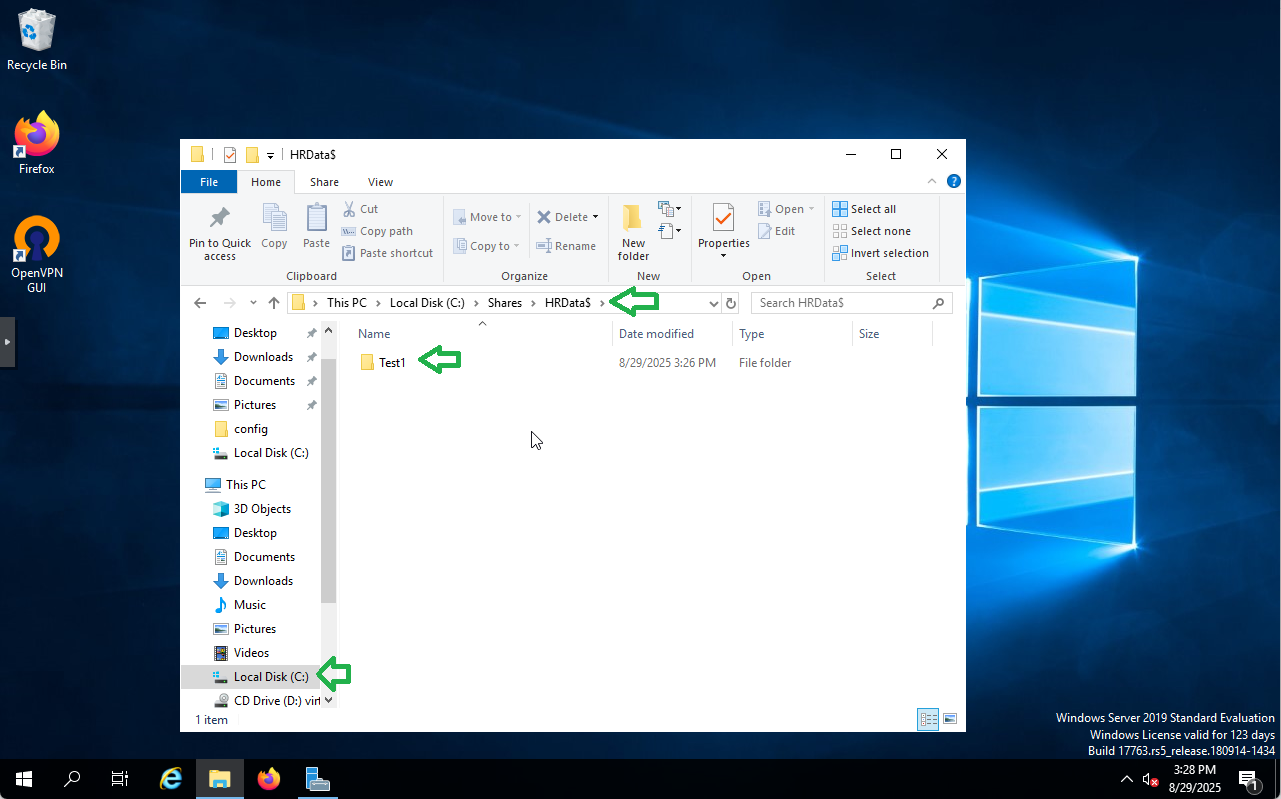 Recycle Bin
Firefox
OpenVPN
GUI
HRData$
File Home Share View
Pin to Quick
access
Copy
Paste
Cut
Copy path
Paste shortcut
Clipboard
Move to
Copy to
Delete
Rename
Organize
New
folder
New
Properties
Open
Edit
Open
Select all
Select none
Invert selection
Select
This PC Local Disk (C:) Shares HRData$
Search HRData$
Desktop
Downloads
Documents
Pictures
config
Local Disk (C:)
This PC
3D Objects
Desktop
Documents
Downloads
Music
Pictures
Videos
Local Disk (C:)
CD Drive (D:) virt
Name Date modified Type Size
Test1 8/29/2025 3:26 PM File folder
1 item
Windows Server 2019 Standard Evaluation
Windows License valid for 123 days
Build 17763.rs5_release.180914-1434
3:28 PM
8/29/2025
1